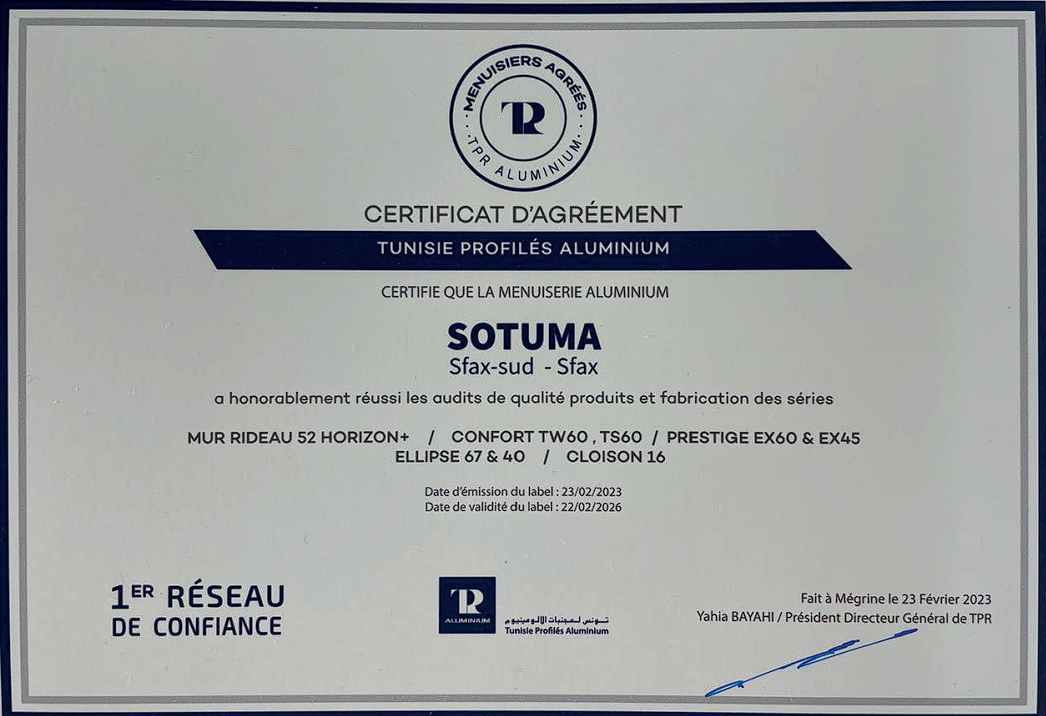 MENUISIERS AGRÉÉS
TPR
TPR ALUMINIUM
CERTIFICAT D'AGRÉEMENT
TUNISIE PROFILÉS ALUMINIUM
CERTIFIE QUE LA MENUISERIE ALUMINIUM
SOTUMA
Sfax-sud - Sfax
a honorablement réussi les audits de qualité produits et fabrication des séries
MUR RIDEAU 52 HORIZON+ / CONFORT TW60 , TS60 / PRESTIGE EX60 & EX45
ELLIPSE 67 & 40 / CLOISON 16
Date d'émission du label : 23/02/2023
Date de validité du label : 22/02/2026
1ER RÉSEAU
DE CONFIANCE
TPR
ALUMINIUM
تونس لمجنبات الألومينيوم
Tunisie Profilés Aluminium
Fait à Mégrine le 23 Février 2023
Yahia BAYAHI / Président Directeur Général de TPR